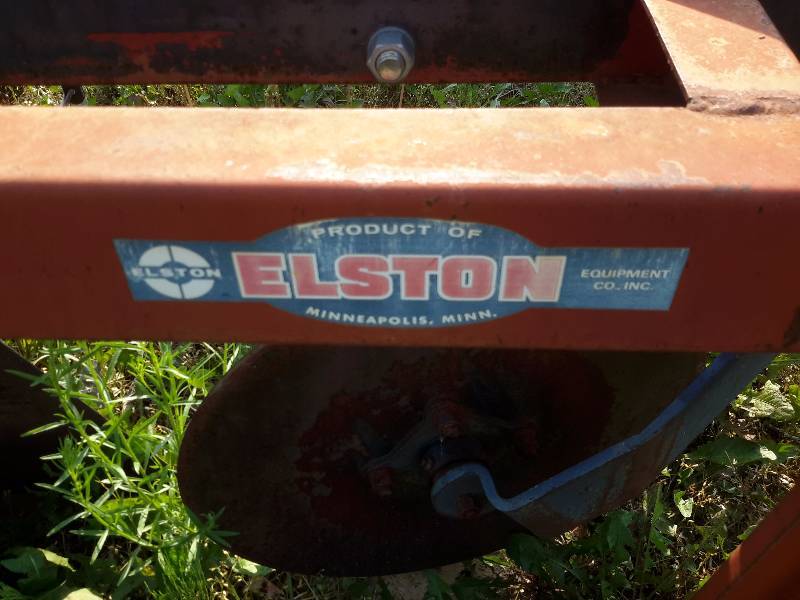 PRODUCT OF
ELSTON
ELSTON
EQUIPMENT
CO., INC.
MINNEAPOLIS, MINN.